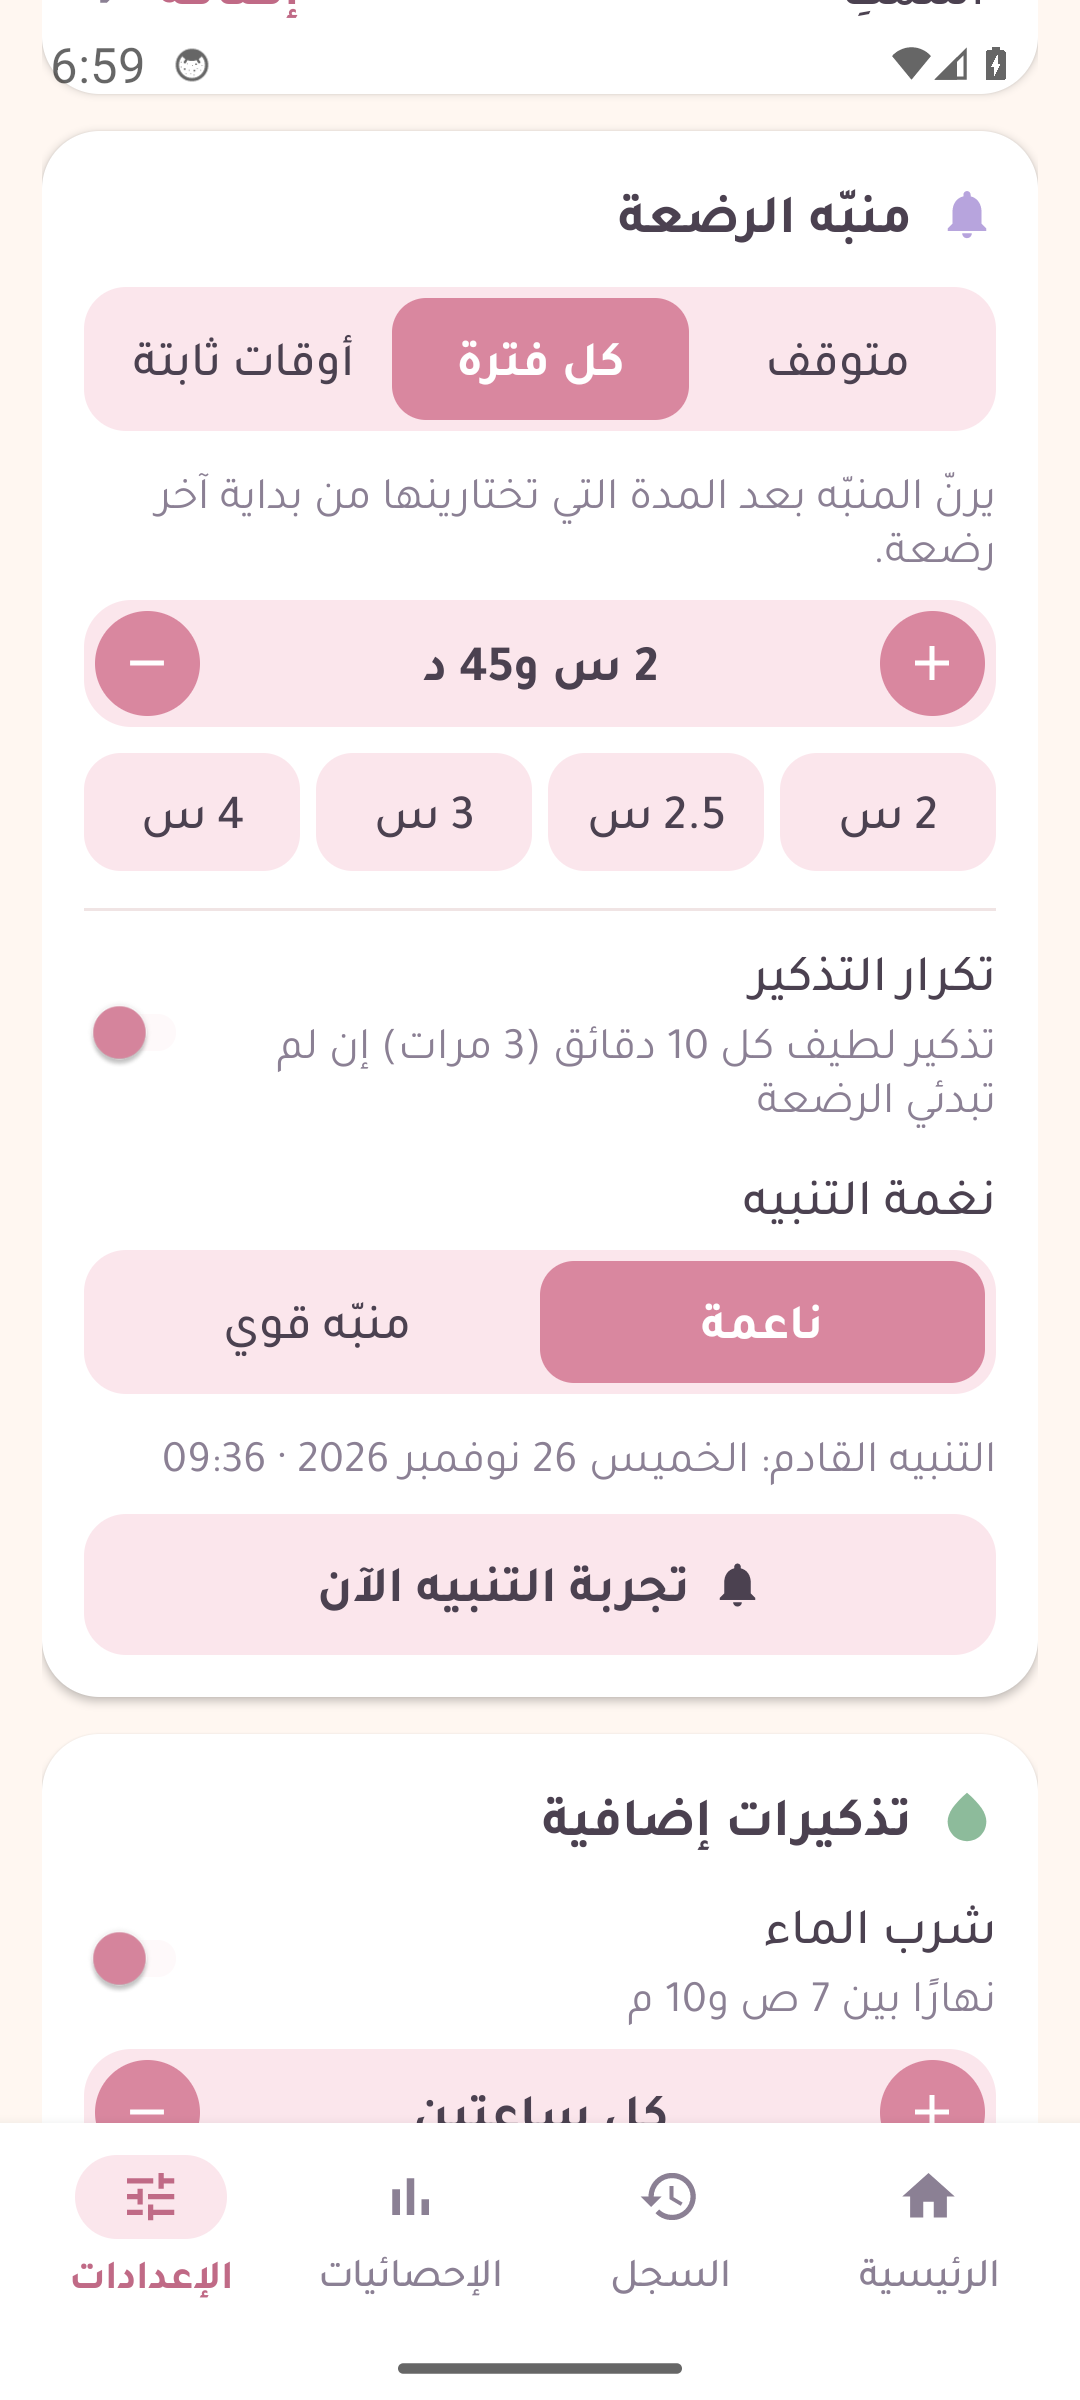 6:59
منبّه الرضعة
متوقف
كل فترة
أوقات ثابتة
يرنّ المنبّه بعد المدة التي تختارينها من بداية آخر
رضعة.
2 س و45 د
2 س
2.5 س
3 س
4 س
تكرار التذكير
تذكير لطيف كل 10 دقائق (3 مرات) إن لم
تبدئي الرضعة
نغمة التنبيه
ناعمة
منبّه قوي
التنبيه القادم: الخميس 26 نوفمبر 2026 · 09:36
تجربة التنبيه الآن
تذكيرات إضافية
شرب الماء
نهارًا بين 7 ص و10 م
كل ساعتين
الرئيسية
السجل
الإحصائيات
الإعدادات